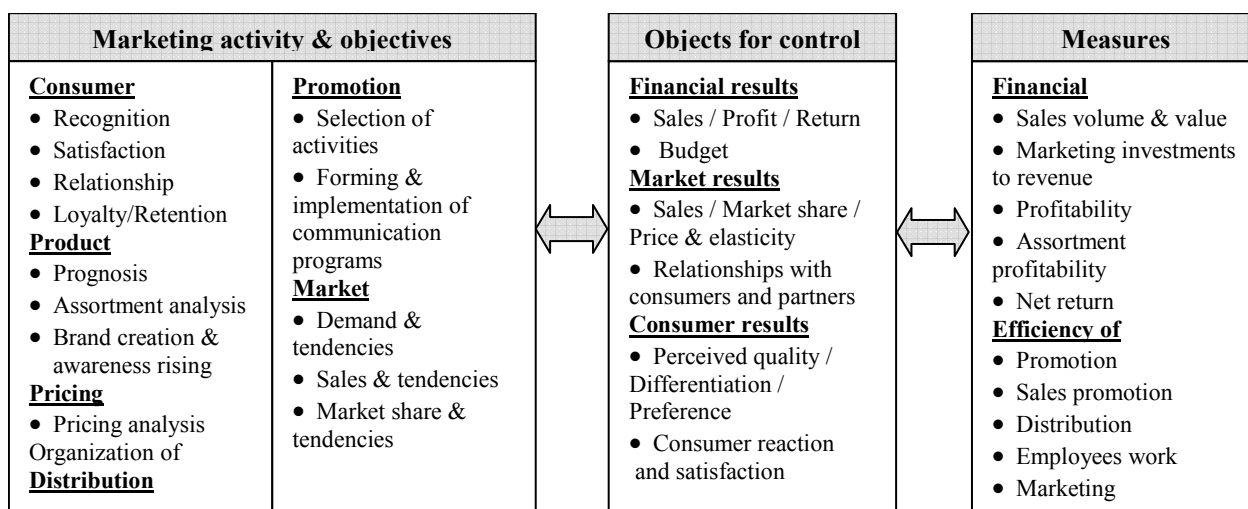 Marketing activity & objectives
Consumer
• Recognition
• Satisfaction
• Relationship
• Loyalty/Retention
Product
• Prognosis
• Assortment analysis
• Brand creation &
awareness rising
Pricing
• Pricing analysis
Organization of
Distribution
Promotion
• Selection of
activities
• Forming &
implementation of
communication
programs
Market
• Demand &
tendencies
• Sales & tendencies
• Market share &
tendencies
Objects for control
Financial results
• Sales / Profit / Return
• Budget
Market results
• Sales / Market share /
Price & elasticity
• Relationships with
consumers and partners
Consumer results
• Perceived quality /
Differentiation /
Preference
• Consumer reaction
and satisfaction
Measures
Financial
• Sales volume & value
• Marketing investments
to revenue
• Profitability
• Assortment
profitability
• Net return
Efficiency of
• Promotion
• Sales promotion
• Distribution
• Employees work
• Marketing